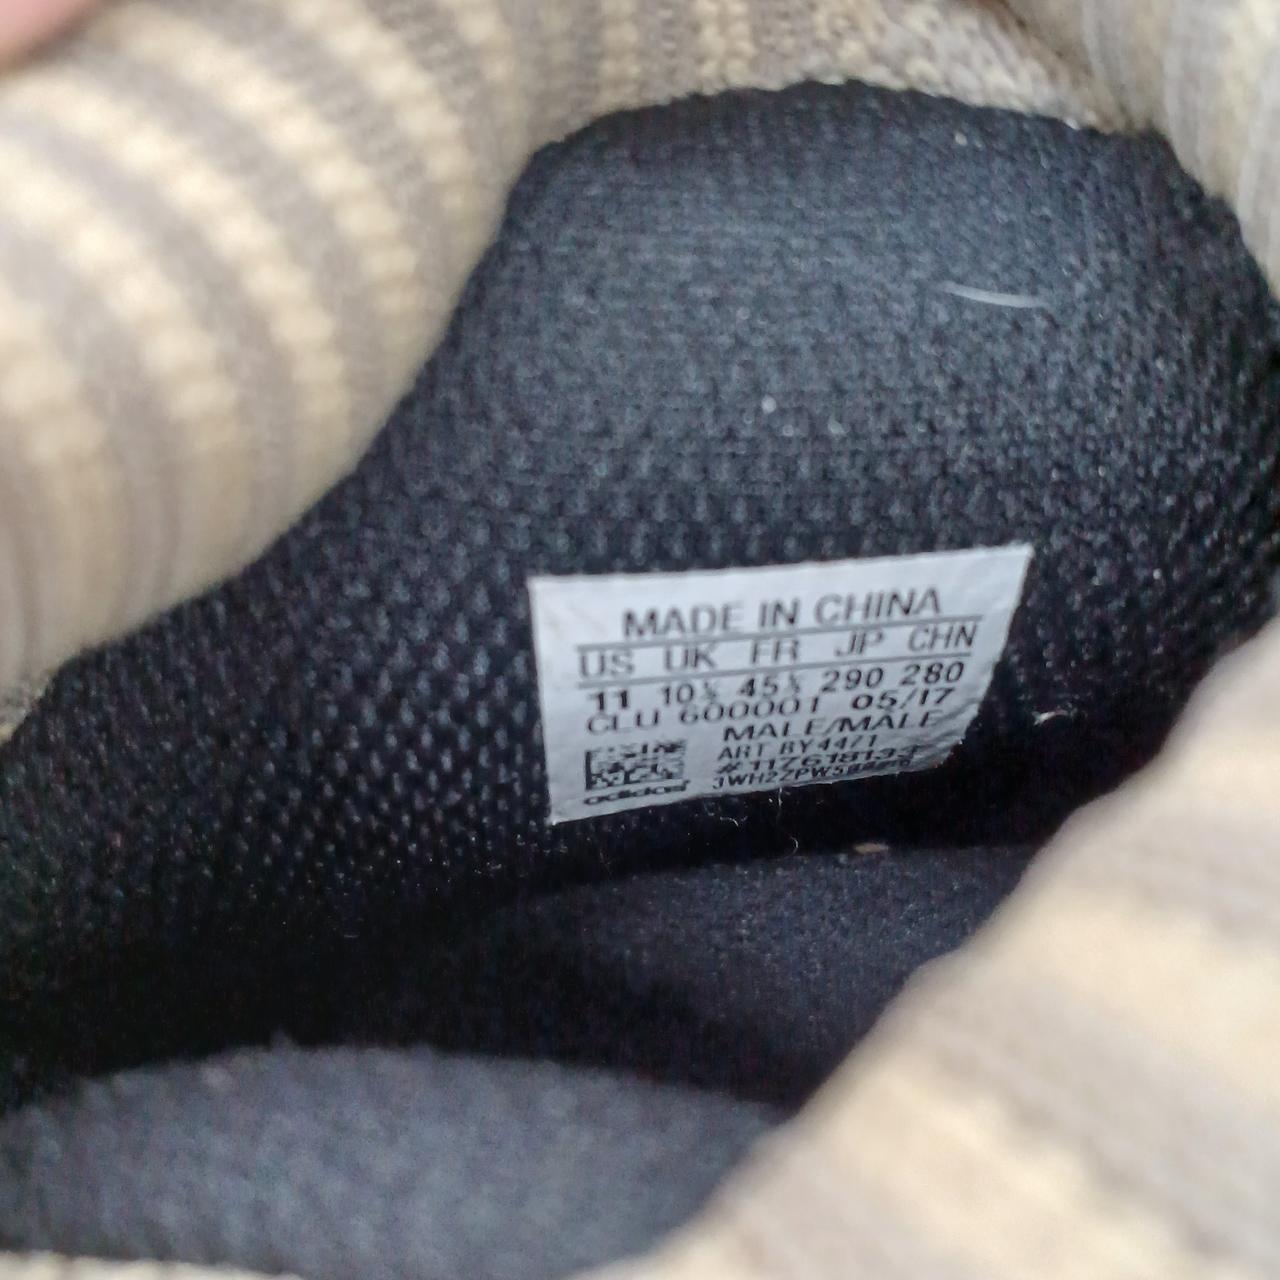 MADE IN CHINA
US UK FR JP CHN
11 10½ 45⅓ 290 280
CLU 600001 05/17
MALE/MALE
ART BY4471
#117618133
adidas